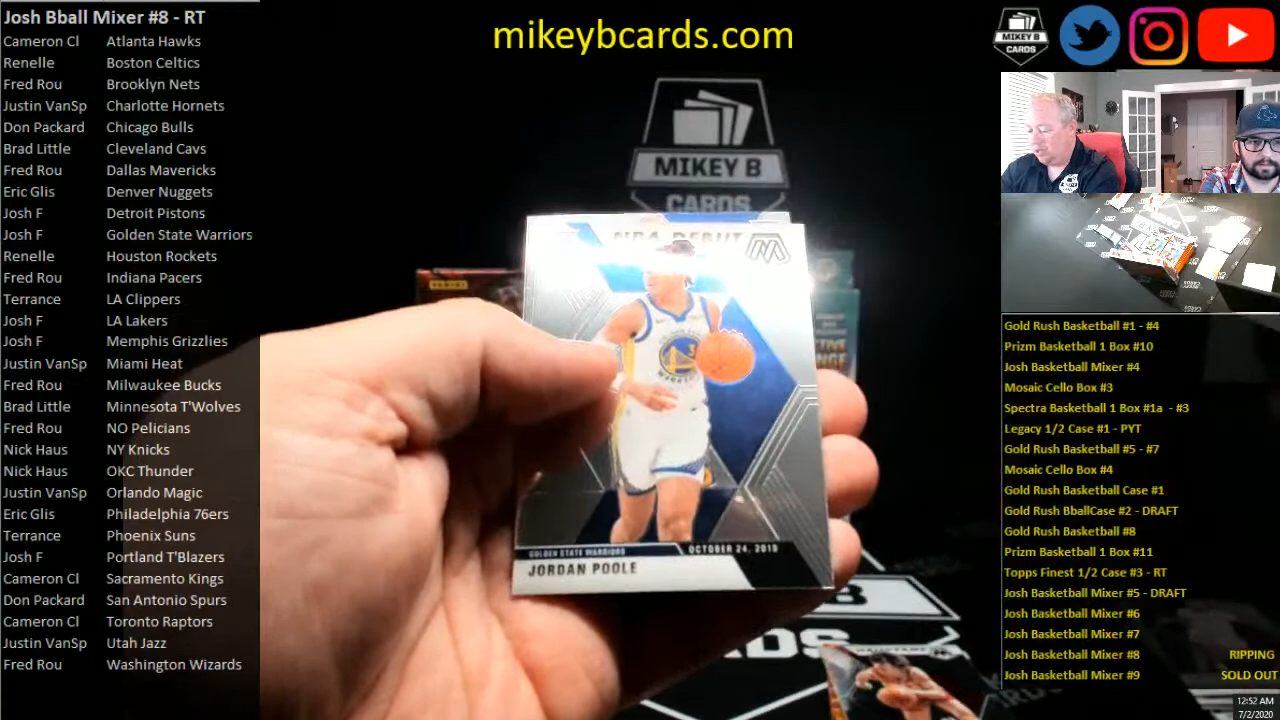 Josh Bball Mixer #8 - RT
Cameron Cl Atlanta Hawks
Renelle Boston Celtics
Fred Rou Brooklyn Nets
Justin VanSp Charlotte Hornets
Don Packard Chicago Bulls
Brad Little Cleveland Cavs
Fred Rou Dallas Mavericks
Eric Glis Denver Nuggets
Josh F Detroit Pistons
Josh F Golden State Warriors
Renelle Houston Rockets
Fred Rou Indiana Pacers
Terrance LA Clippers
Josh F LA Lakers
Josh F Memphis Grizzlies
Justin VanSp Miami Heat
Fred Rou Milwaukee Bucks
Brad Little Minnesota T'Wolves
Fred Rou NO Pelicians
Nick Haus NY Knicks
Nick Haus OKC Thunder
Justin VanSp Orlando Magic
Eric Glis Philadelphia 76ers
Terrance Phoenix Suns
Josh F Portland T'Blazers
Cameron Cl Sacramento Kings
Don Packard San Antonio Spurs
Cameron Cl Toronto Raptors
Justin VanSp Utah Jazz
Fred Rou Washington Wizards
mikeybcards.com
MIKEY B
CARDS
PANINI
NBA DEBUT
GOLDEN STATE WARRIORS OCTOBER 24, 2019
JORDAN POOLE
MIKEY B
CARDS
Gold Rush Basketball #1 - #4
Prizm Basketball 1 Box #10
Josh Basketball Mixer #4
Mosaic Cello Box #3
Spectra Basketball 1 Box #1a - #3
Legacy 1/2 Case #1 - PYT
Gold Rush Basketball #5 - #7
Mosaic Cello Box #4
Gold Rush Basketball Case #1
Gold Rush BballCase #2 - DRAFT
Gold Rush Basketball #8
Prizm Basketball 1 Box #11
Topps Finest 1/2 Case #3 - RT
Josh Basketball Mixer #5 - DRAFT
Josh Basketball Mixer #6
Josh Basketball Mixer #7
Josh Basketball Mixer #8 RIPPING
Josh Basketball Mixer #9 SOLD OUT
12:52 AM
7/2/2020